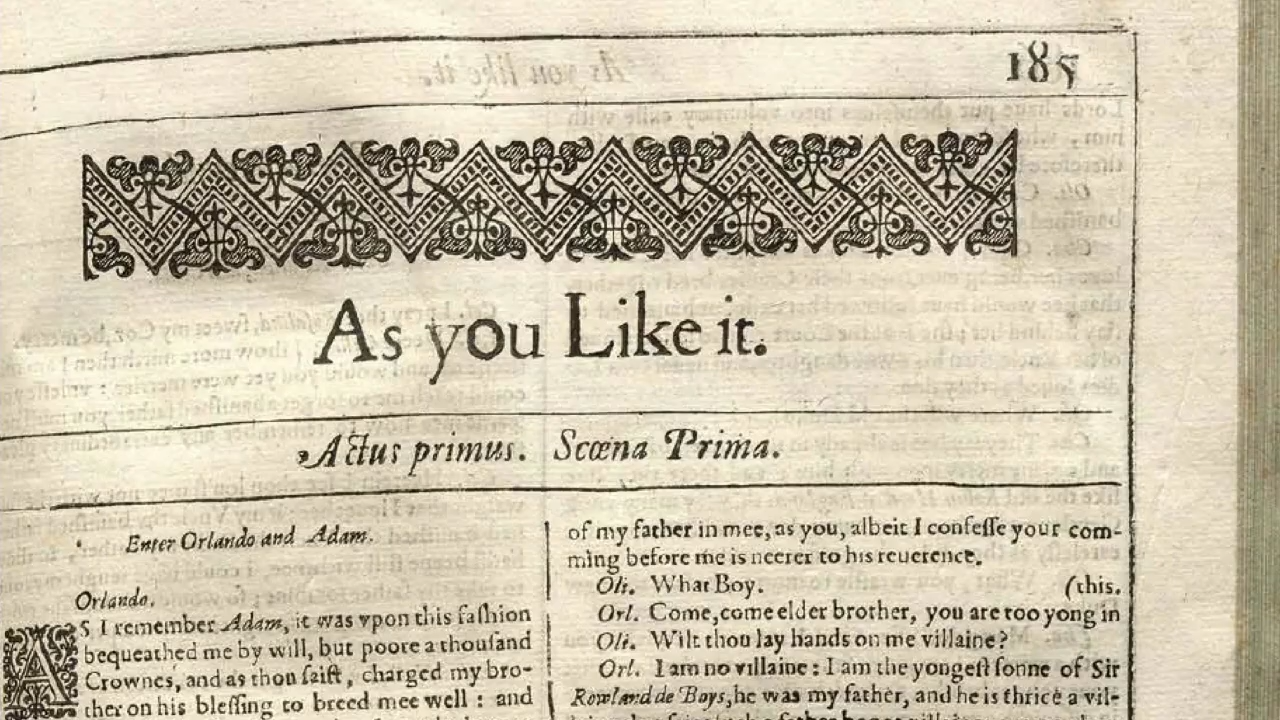 185
As you Like it.
Actus primus. Scœna Prima.
Enter Orlando and Adam.
Orlando.
AS I remember Adam, it was vpon this faſhion
bequeathed me by will, but poore a thouſand
Crownes, and as thou ſaiſt, charged my bro-
ther on his bleſſing to breed mee well : and
of my father in mee, as you, albeit I confeſſe your com-
ming before me is neerer to his reuerence.
Oli. What Boy. (this.
Orl. Come, come elder brother, you are too yong in
Oli. Wilt thou lay hands on me villaine?
Orl. I am no villaine : I am the yongeſt ſonne of Sir
Rowland de Boys, he was my father, and he is thrice a vil-